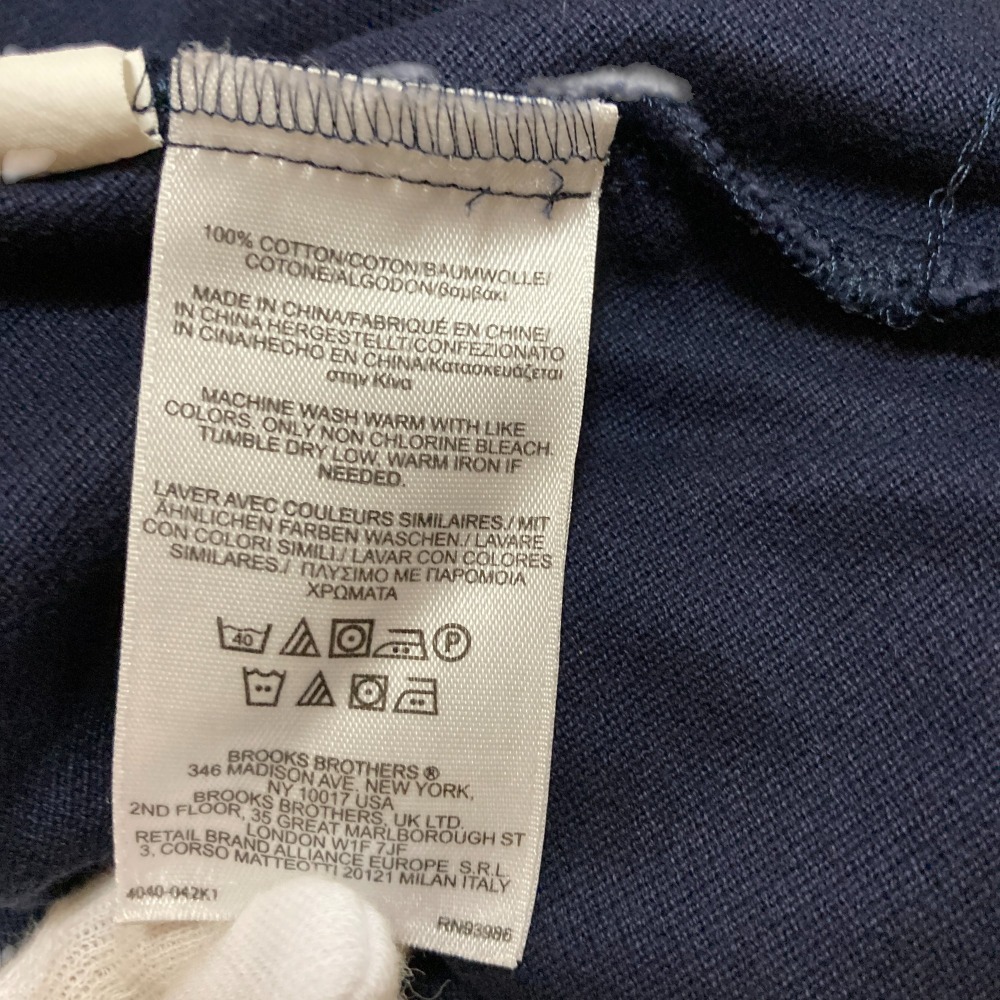 100% COTTON/COTON/BAUMWOLLE/
COTONE/ALGODON/βαμβάκι
MADE IN CHINA/FABRIQUÉ EN CHINE/
IN CHINA HERGESTELLT/CONFEZIONATO
IN CINA/HECHO EN CHINA/Κατασκευάζεται
στην Κίνα
MACHINE WASH WARM WITH LIKE
COLORS. ONLY NON CHLORINE BLEACH.
TUMBLE DRY LOW. WARM IRON IF
NEEDED.
LAVER AVEC COULEURS SIMILAIRES./ MIT
ÄHNLICHEN FARBEN WASCHEN./ LAVARE
CON COLORI SIMILI./ LAVAR CON COLORES
SIMILARES./ ΠΛΥΣΙΜΟ ΜΕ ΠΑΡΟΜΟΙΑ
ΧΡΩΜΑΤΑ
40 P
BROOKS BROTHERS ®
346 MADISON AVE, NEW YORK,
NY 10017 USA
BROOKS BROTHERS, UK LTD.
2ND FLOOR, 35 GREAT MARLBOROUGH ST
LONDON W1F 7JF
RETAIL BRAND ALLIANCE EUROPE, S.R.L.
3, CORSO MATTEOTTI 20121 MILAN ITALY
4040-042K1
RN93986